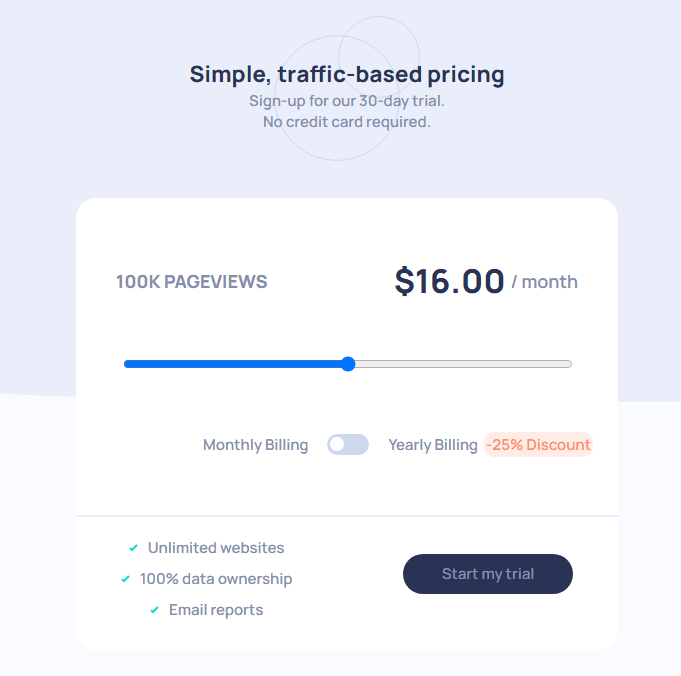 Simple, traffic-based pricing
Sign-up for our 30-day trial.
No credit card required.
100K PAGEVIEWS
$16.00 / month
Monthly Billing
Yearly Billing -25% Discount
Unlimited websites
100% data ownership
Email reports
Start my trial